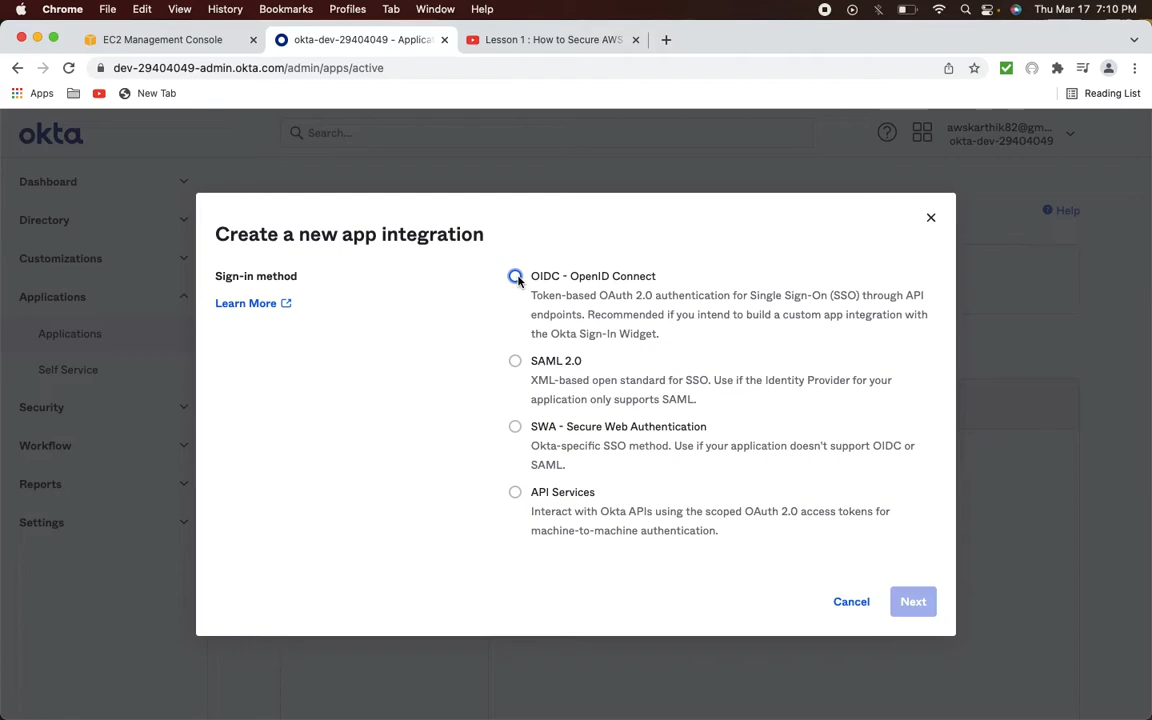 Chrome File Edit View History Bookmarks Profiles Tab Window Help Thu Mar 17 7:10 PM
EC2 Management Console okta-dev-29404049 - Applica Lesson 1 : How to Secure AWS
dev-29404049-admin.okta.com/admin/apps/active
Apps New Tab Reading List
okta Search... awskarthik82@gm...
okta-dev-29404049
Dashboard
Directory
Customizations
Applications
Applications
Self Service
Security
Workflow
Reports
Settings
Help
Create a new app integration
Sign-in method
Learn More
OIDC - OpenID Connect
Token-based OAuth 2.0 authentication for Single Sign-On (SSO) through API
endpoints. Recommended if you intend to build a custom app integration with
the Okta Sign-In Widget.
SAML 2.0
XML-based open standard for SSO. Use if the Identity Provider for your
application only supports SAML.
SWA - Secure Web Authentication
Okta-specific SSO method. Use if your application doesn't support OIDC or
SAML.
API Services
Interact with Okta APIs using the scoped OAuth 2.0 access tokens for
machine-to-machine authentication.
Cancel Next